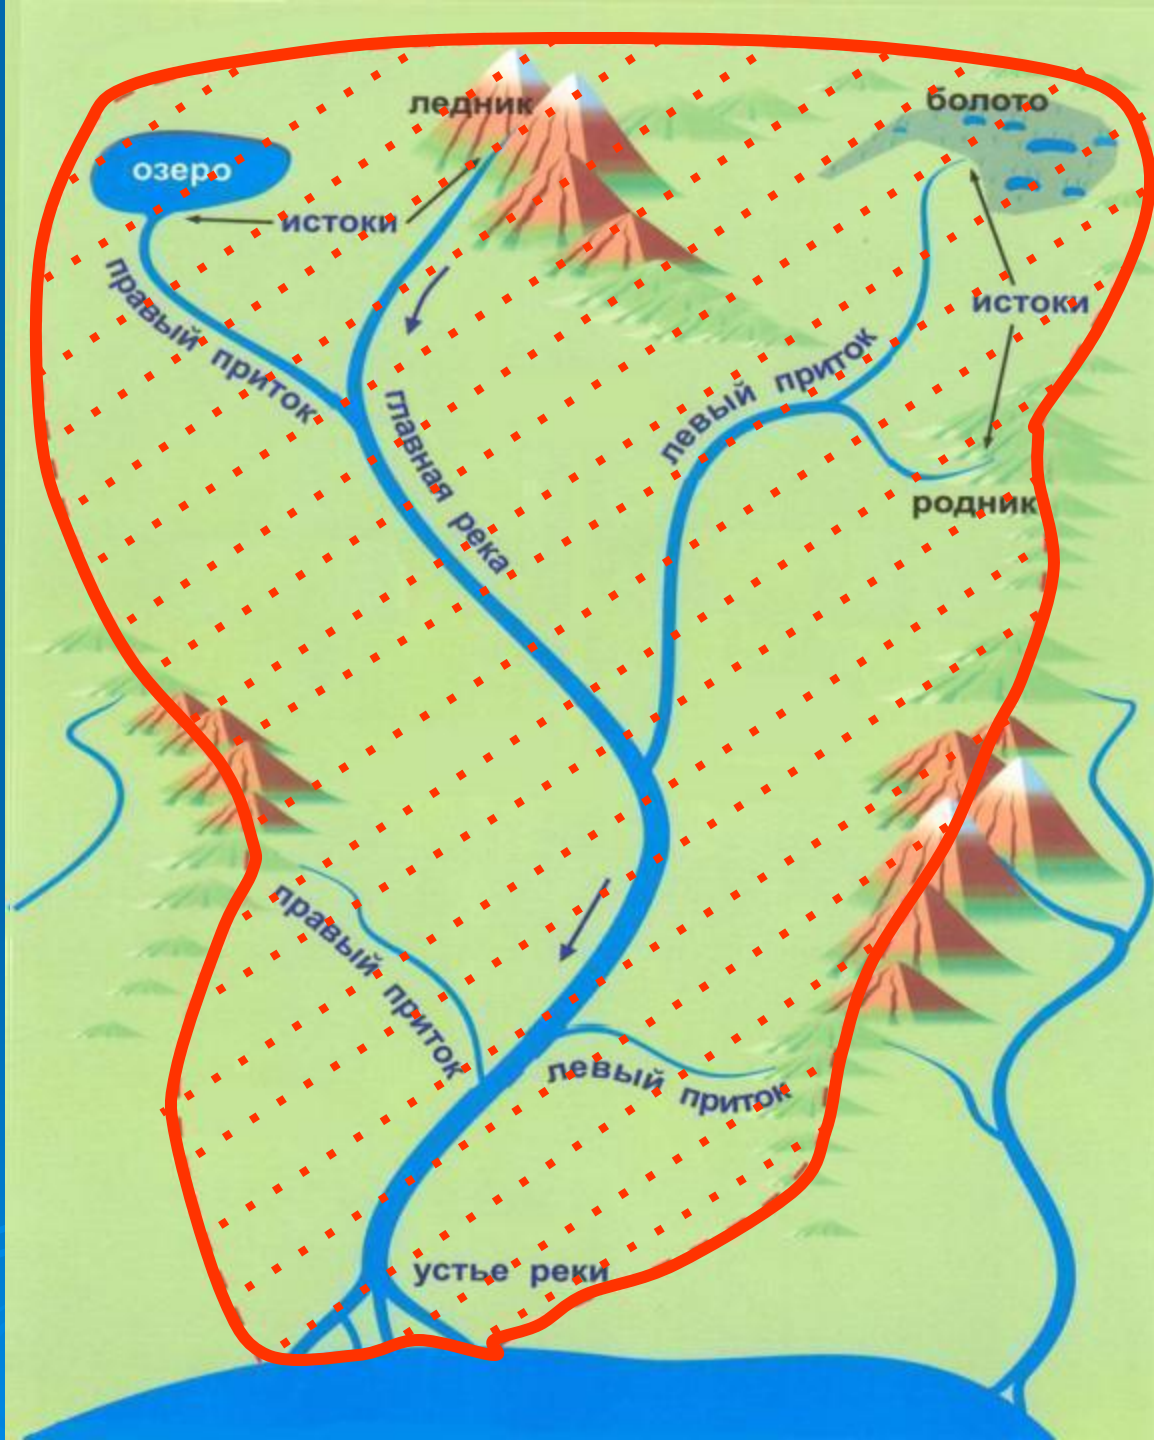 ледник
болото
озеро
истоки
правый приток
истоки
левый приток
главная река
родник
правый приток
левый приток
устье реки